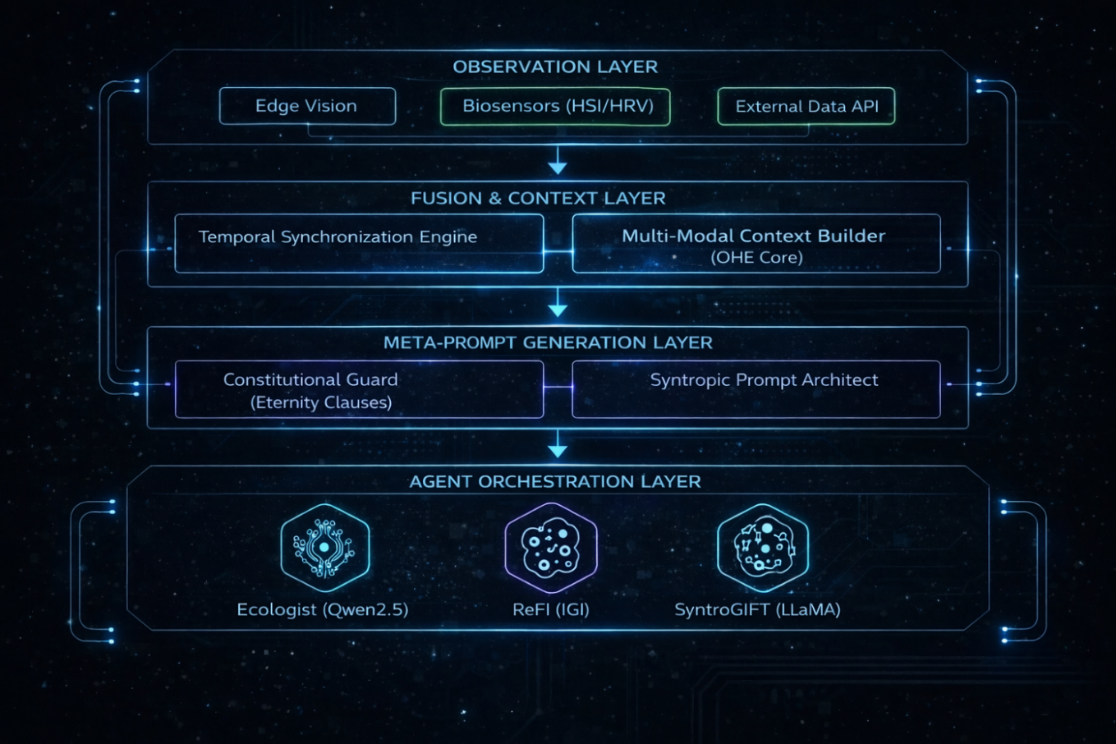 OBSERVATION LAYER
Edge Vision
Biosensors (HSI/HRV)
External Data API
FUSION & CONTEXT LAYER
Temporal Synchronization Engine
Multi-Modal Context Builder
(OHE Core)
META-PROMPT GENERATION LAYER
Constitutional Guard
(Eternity Clauses)
Syntropic Prompt Architect
AGENT ORCHESTRATION LAYER
Ecologist (Qwen2.5)
ReFI (IGI)
SyntroGIFT (LLaMA)